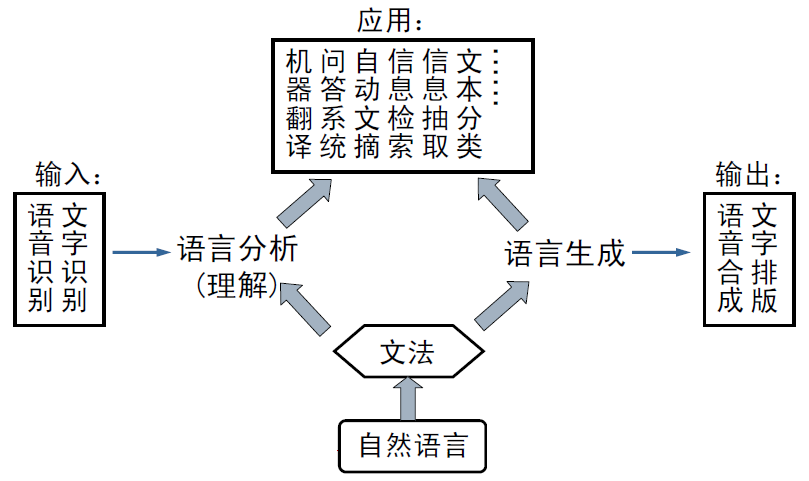 应用：
机器翻译
问答系统
自动文摘
信息检索
信息抽取
文本分类
……
输入：
语音识别
文字识别
语言分析
(理解)
语言生成
输出：
语音合成
文字排版
文法
自然语言